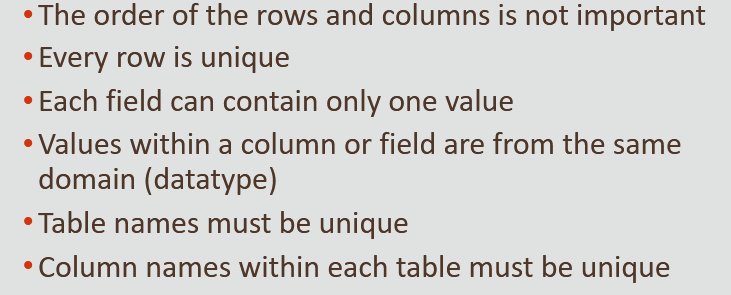 • The order of the rows and columns is not important
• Every row is unique
• Each field can contain only one value
• Values within a column or field are from the same
domain (datatype)
• Table names must be unique
• Column names within each table must be unique